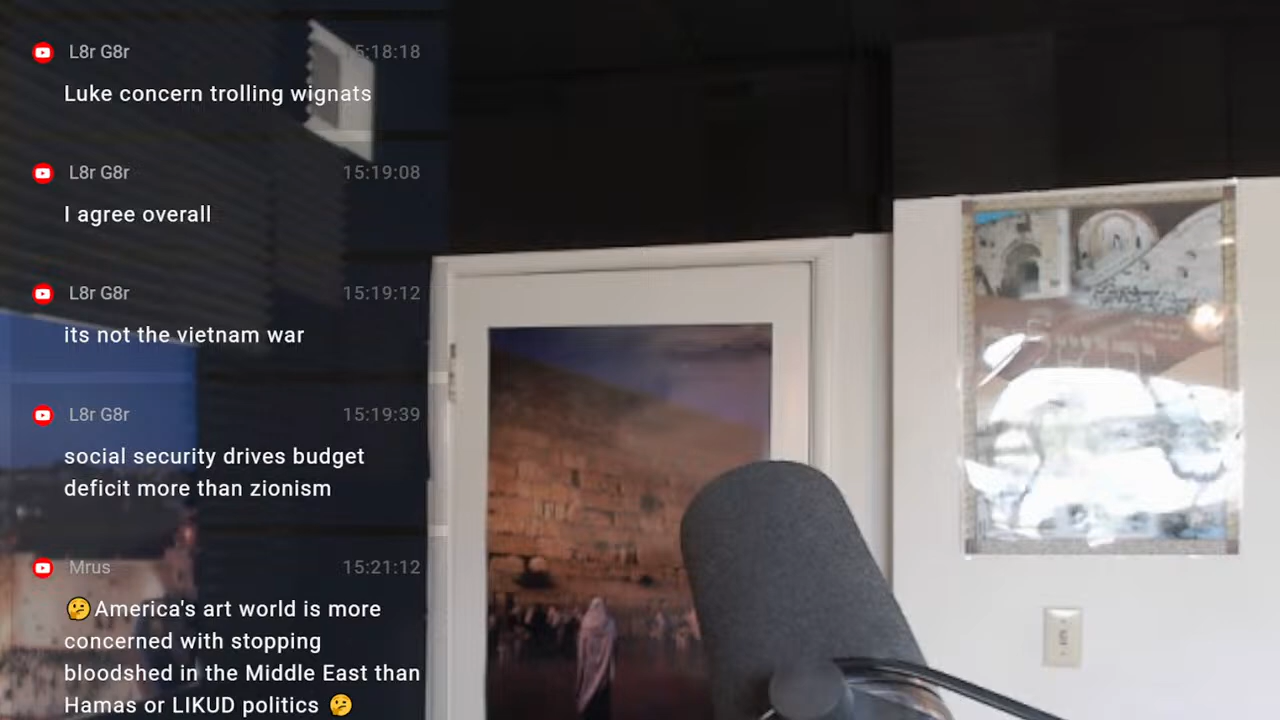 L8r G8r 15:18:18
Luke concern trolling wignats
L8r G8r 15:19:08
I agree overall
L8r G8r 15:19:12
its not the vietnam war
L8r G8r 15:19:39
social security drives budget
deficit more than zionism
Mrus 15:21:12
🤔America's art world is more
concerned with stopping
bloodshed in the Middle East than
Hamas or LIKUD politics 🤔